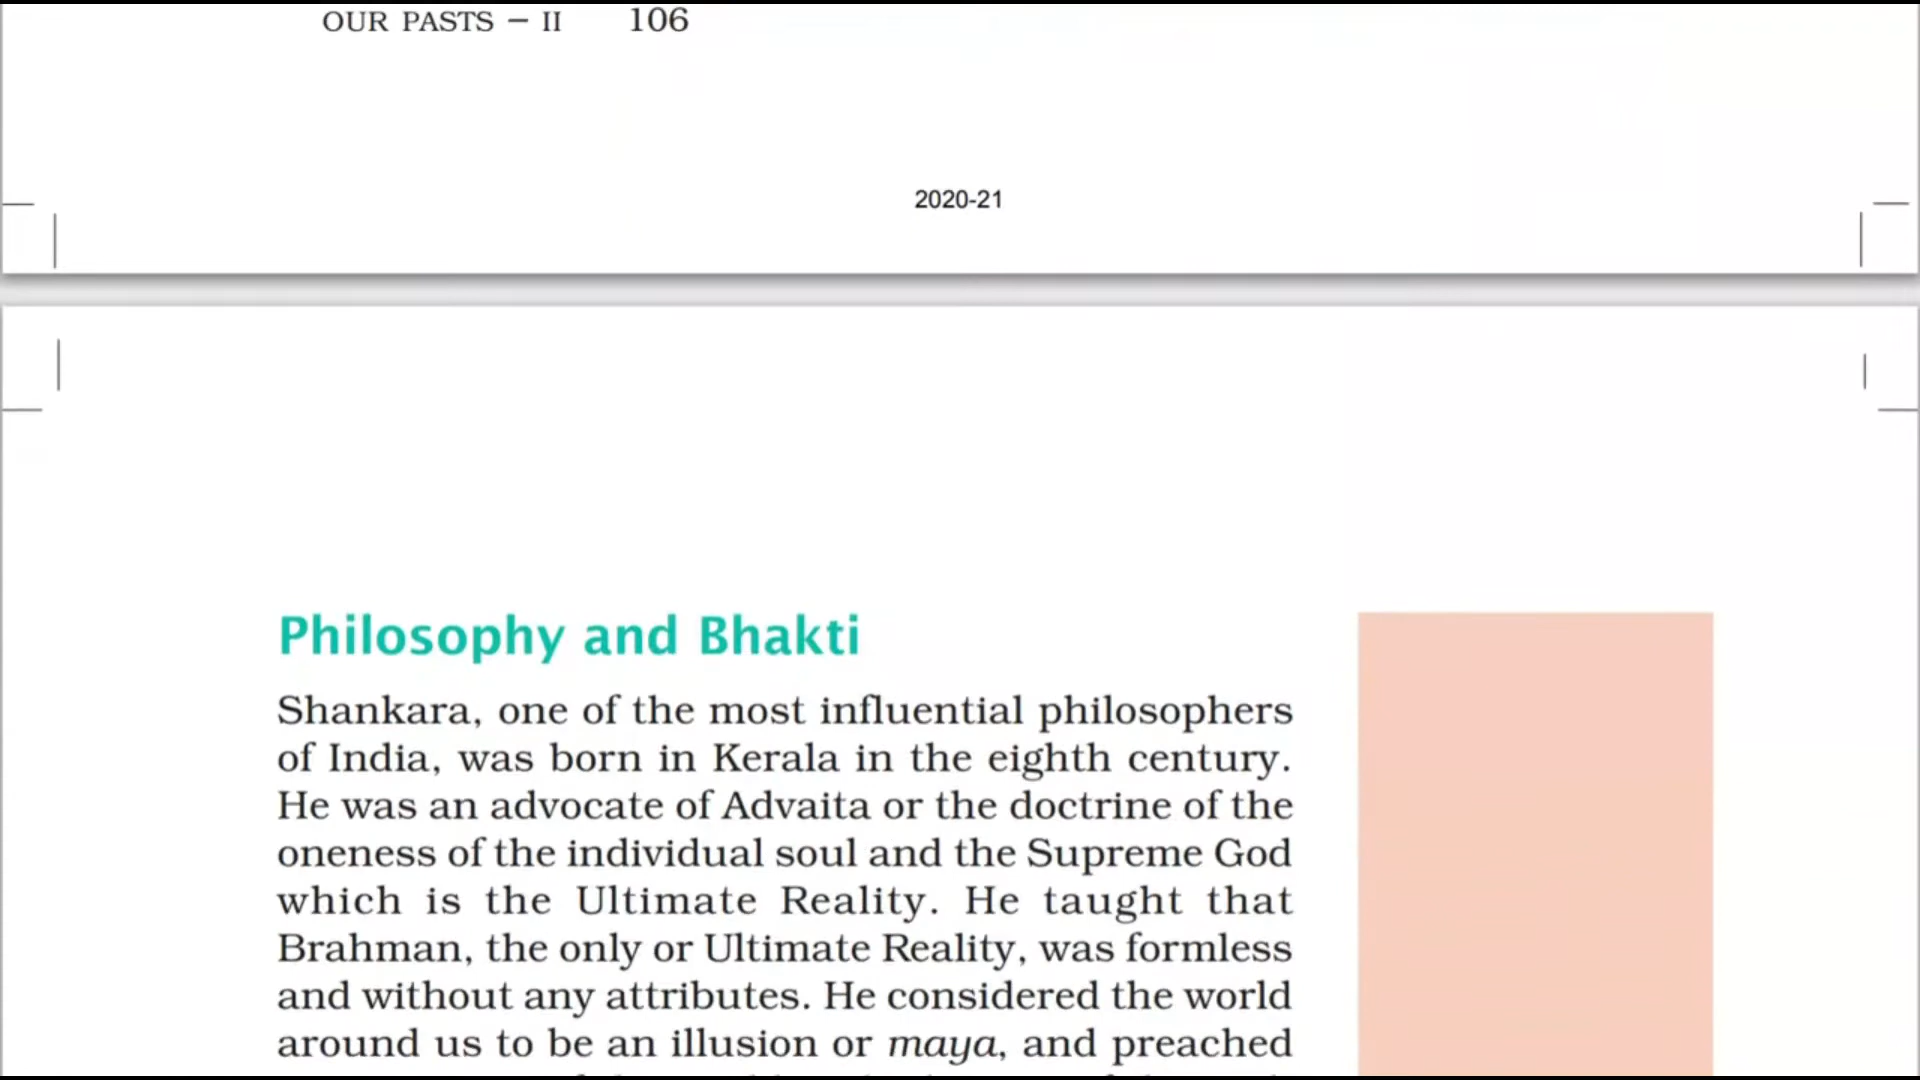 OUR PASTS – II 106
2020-21
Philosophy and Bhakti
Shankara, one of the most influential philosophers
of India, was born in Kerala in the eighth century.
He was an advocate of Advaita or the doctrine of the
oneness of the individual soul and the Supreme God
which is the Ultimate Reality. He taught that
Brahman, the only or Ultimate Reality, was formless
and without any attributes. He considered the world
around us to be an illusion or maya, and preached